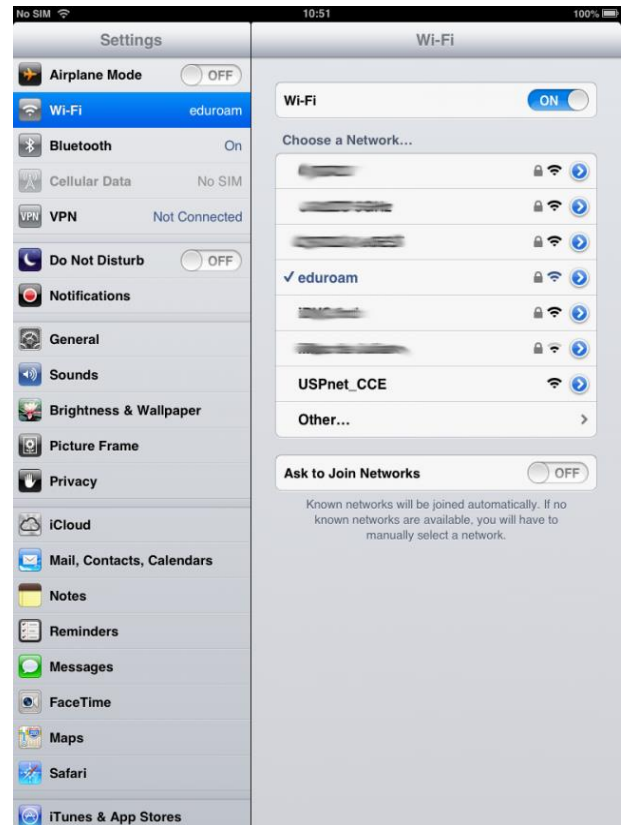 No SIM 10:51 100%
Settings
Wi-Fi
Airplane Mode OFF
Wi-Fi eduroam
Bluetooth On
Cellular Data No SIM
VPN VPN Not Connected
Do Not Disturb OFF
Notifications
General
Sounds
Brightness & Wallpaper
Picture Frame
Privacy
iCloud
Mail, Contacts, Calendars
Notes
Reminders
Messages
FaceTime
Maps
Safari
iTunes & App Stores
Wi-Fi ON
Choose a Network...
✓ eduroam
USPnet_CCE
Other...
Ask to Join Networks OFF
Known networks will be joined automatically. If no
known networks are available, you will have to
manually select a network.